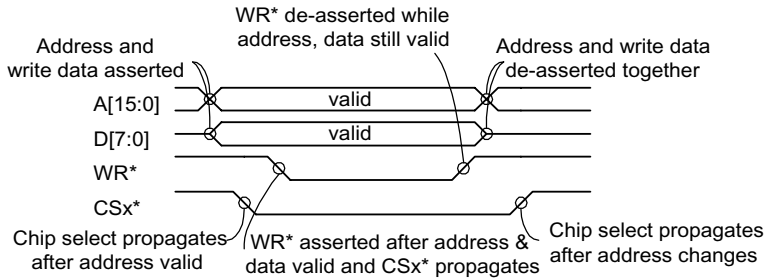 WR* de-asserted while
address, data still valid
Address and
write data asserted
Address and write data
de-asserted together
A[15:0]
valid
D[7:0]
valid
WR*
CSx*
Chip select propagates
after address valid
WR* asserted after address &
data valid and CSx* propagates
Chip select propagates
after address changes